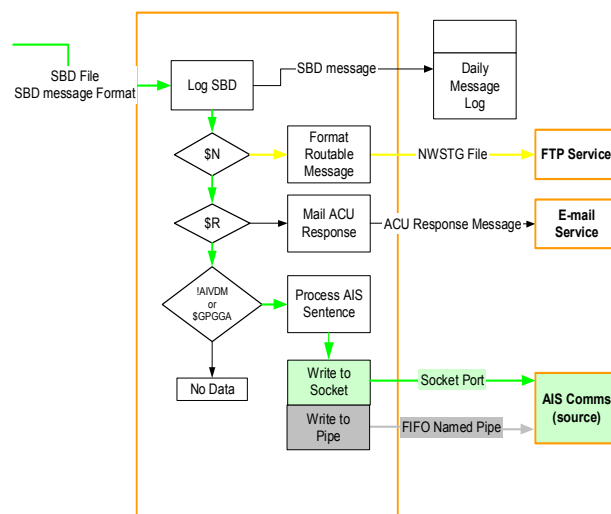 SBD File
SBD message Format
Log SBD
SBD message
Daily
Message
Log
$N
Format
Routable
Message
NWSTG File
FTP Service
$R
Mail ACU
Response
ACU Response Message
E-mail
Service
!AIVDM
or
$GPGGA
Process AIS
Sentence
No Data
Write to
Socket
Socket Port
AIS Comms
(source)
Write to
Pipe
FIFO Named Pipe